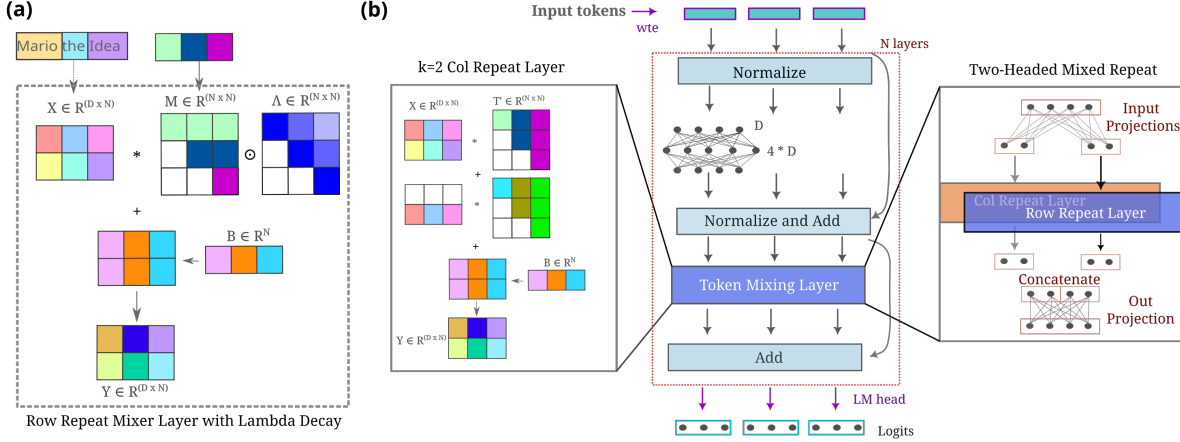 (a)
Mario the Idea
X ∈ R^(D x N)
M ∈ R^(N x N)
Λ ∈ R^(N x N)
*
⊙
+
B ∈ R^N
Y ∈ R^(D x N)
Row Repeat Mixer Layer with Lambda Decay
(b)
Input tokens
wte
N layers
k=2 Col Repeat Layer
X ∈ R^(D x N)
T' ∈ R^(N x N)
*
+
*
+
B ∈ R^N
Y ∈ R^(D x N)
Normalize
D
4 * D
Normalize and Add
Token Mixing Layer
Add
LM head
Logits
Two-Headed Mixed Repeat
Input
Projections
Col Repeat Layer
Row Repeat Layer
Concatenate
Out
Projection